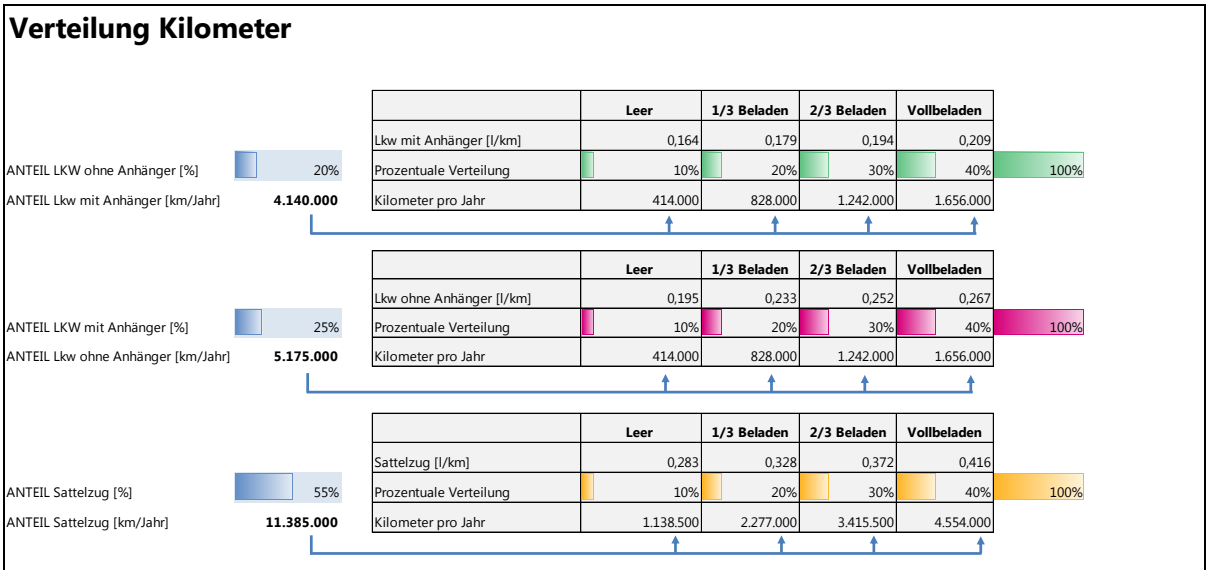 Verteilung Kilometer
Leer 1/3 Beladen 2/3 Beladen Vollbeladen
Lkw mit Anhänger [l/km] 0,164 0,179 0,194 0,209
ANTEIL LKW ohne Anhänger [%] 20% Prozentuale Verteilung 10% 20% 30% 40% 100%
ANTEIL Lkw mit Anhänger [km/Jahr] 4.140.000 Kilometer pro Jahr 414.000 828.000 1.242.000 1.656.000
Leer 1/3 Beladen 2/3 Beladen Vollbeladen
Lkw ohne Anhänger [l/km] 0,195 0,233 0,252 0,267
ANTEIL LKW mit Anhänger [%] 25% Prozentuale Verteilung 10% 20% 30% 40% 100%
ANTEIL Lkw ohne Anhänger [km/Jahr] 5.175.000 Kilometer pro Jahr 414.000 828.000 1.242.000 1.656.000
Leer 1/3 Beladen 2/3 Beladen Vollbeladen
Sattelzug [l/km] 0,283 0,328 0,372 0,416
ANTEIL Sattelzug [%] 55% Prozentuale Verteilung 10% 20% 30% 40% 100%
ANTEIL Sattelzug [km/Jahr] 11.385.000 Kilometer pro Jahr 1.138.500 2.277.000 3.415.500 4.554.000